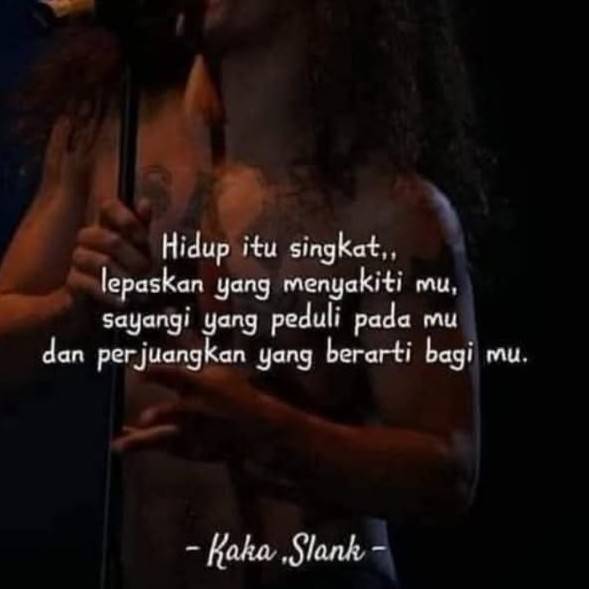 Hidup itu singkat,,
lepaskan yang menyakiti mu,
sayangi yang peduli pada mu
dan perjuangkan yang berarti bagi mu.
- Kaka ,Slank -